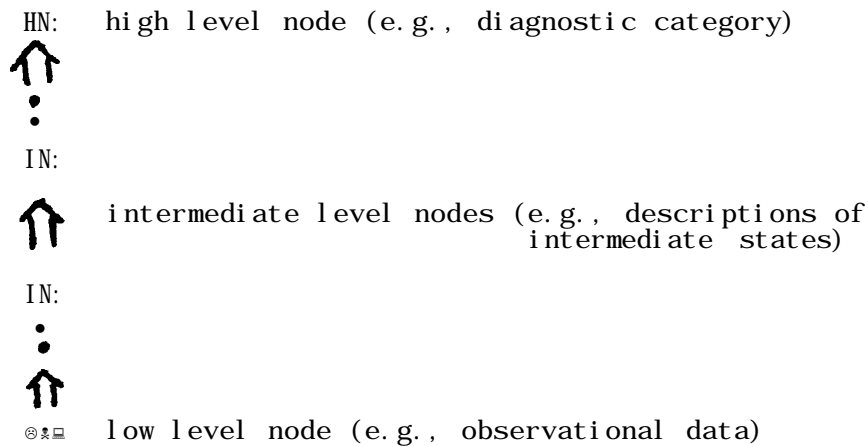 HN: high level node (e.g., diagnostic category)
IN:
intermediate level nodes (e.g., descriptions of
intermediate states)
IN:
☹☠💻 low level node (e.g., observational data)